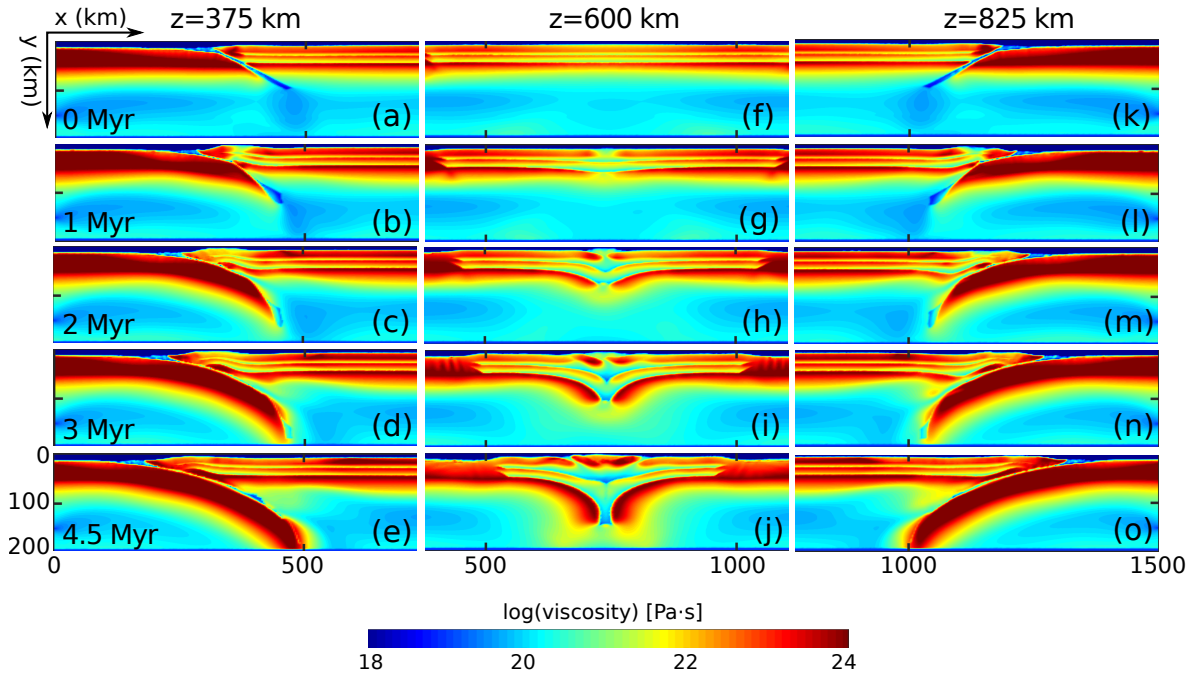 x (km) z=375 km z=600 km z=825 km
y (km)
0 Myr (a) (f) (k)
1 Myr (b) (g) (l)
2 Myr (c) (h) (m)
3 Myr (d) (i) (n)
0
100
4.5 Myr (e) (j) (o)
200
0 500 500 1000 1000 1500
log(viscosity) [Pa·s]
18 20 22 24